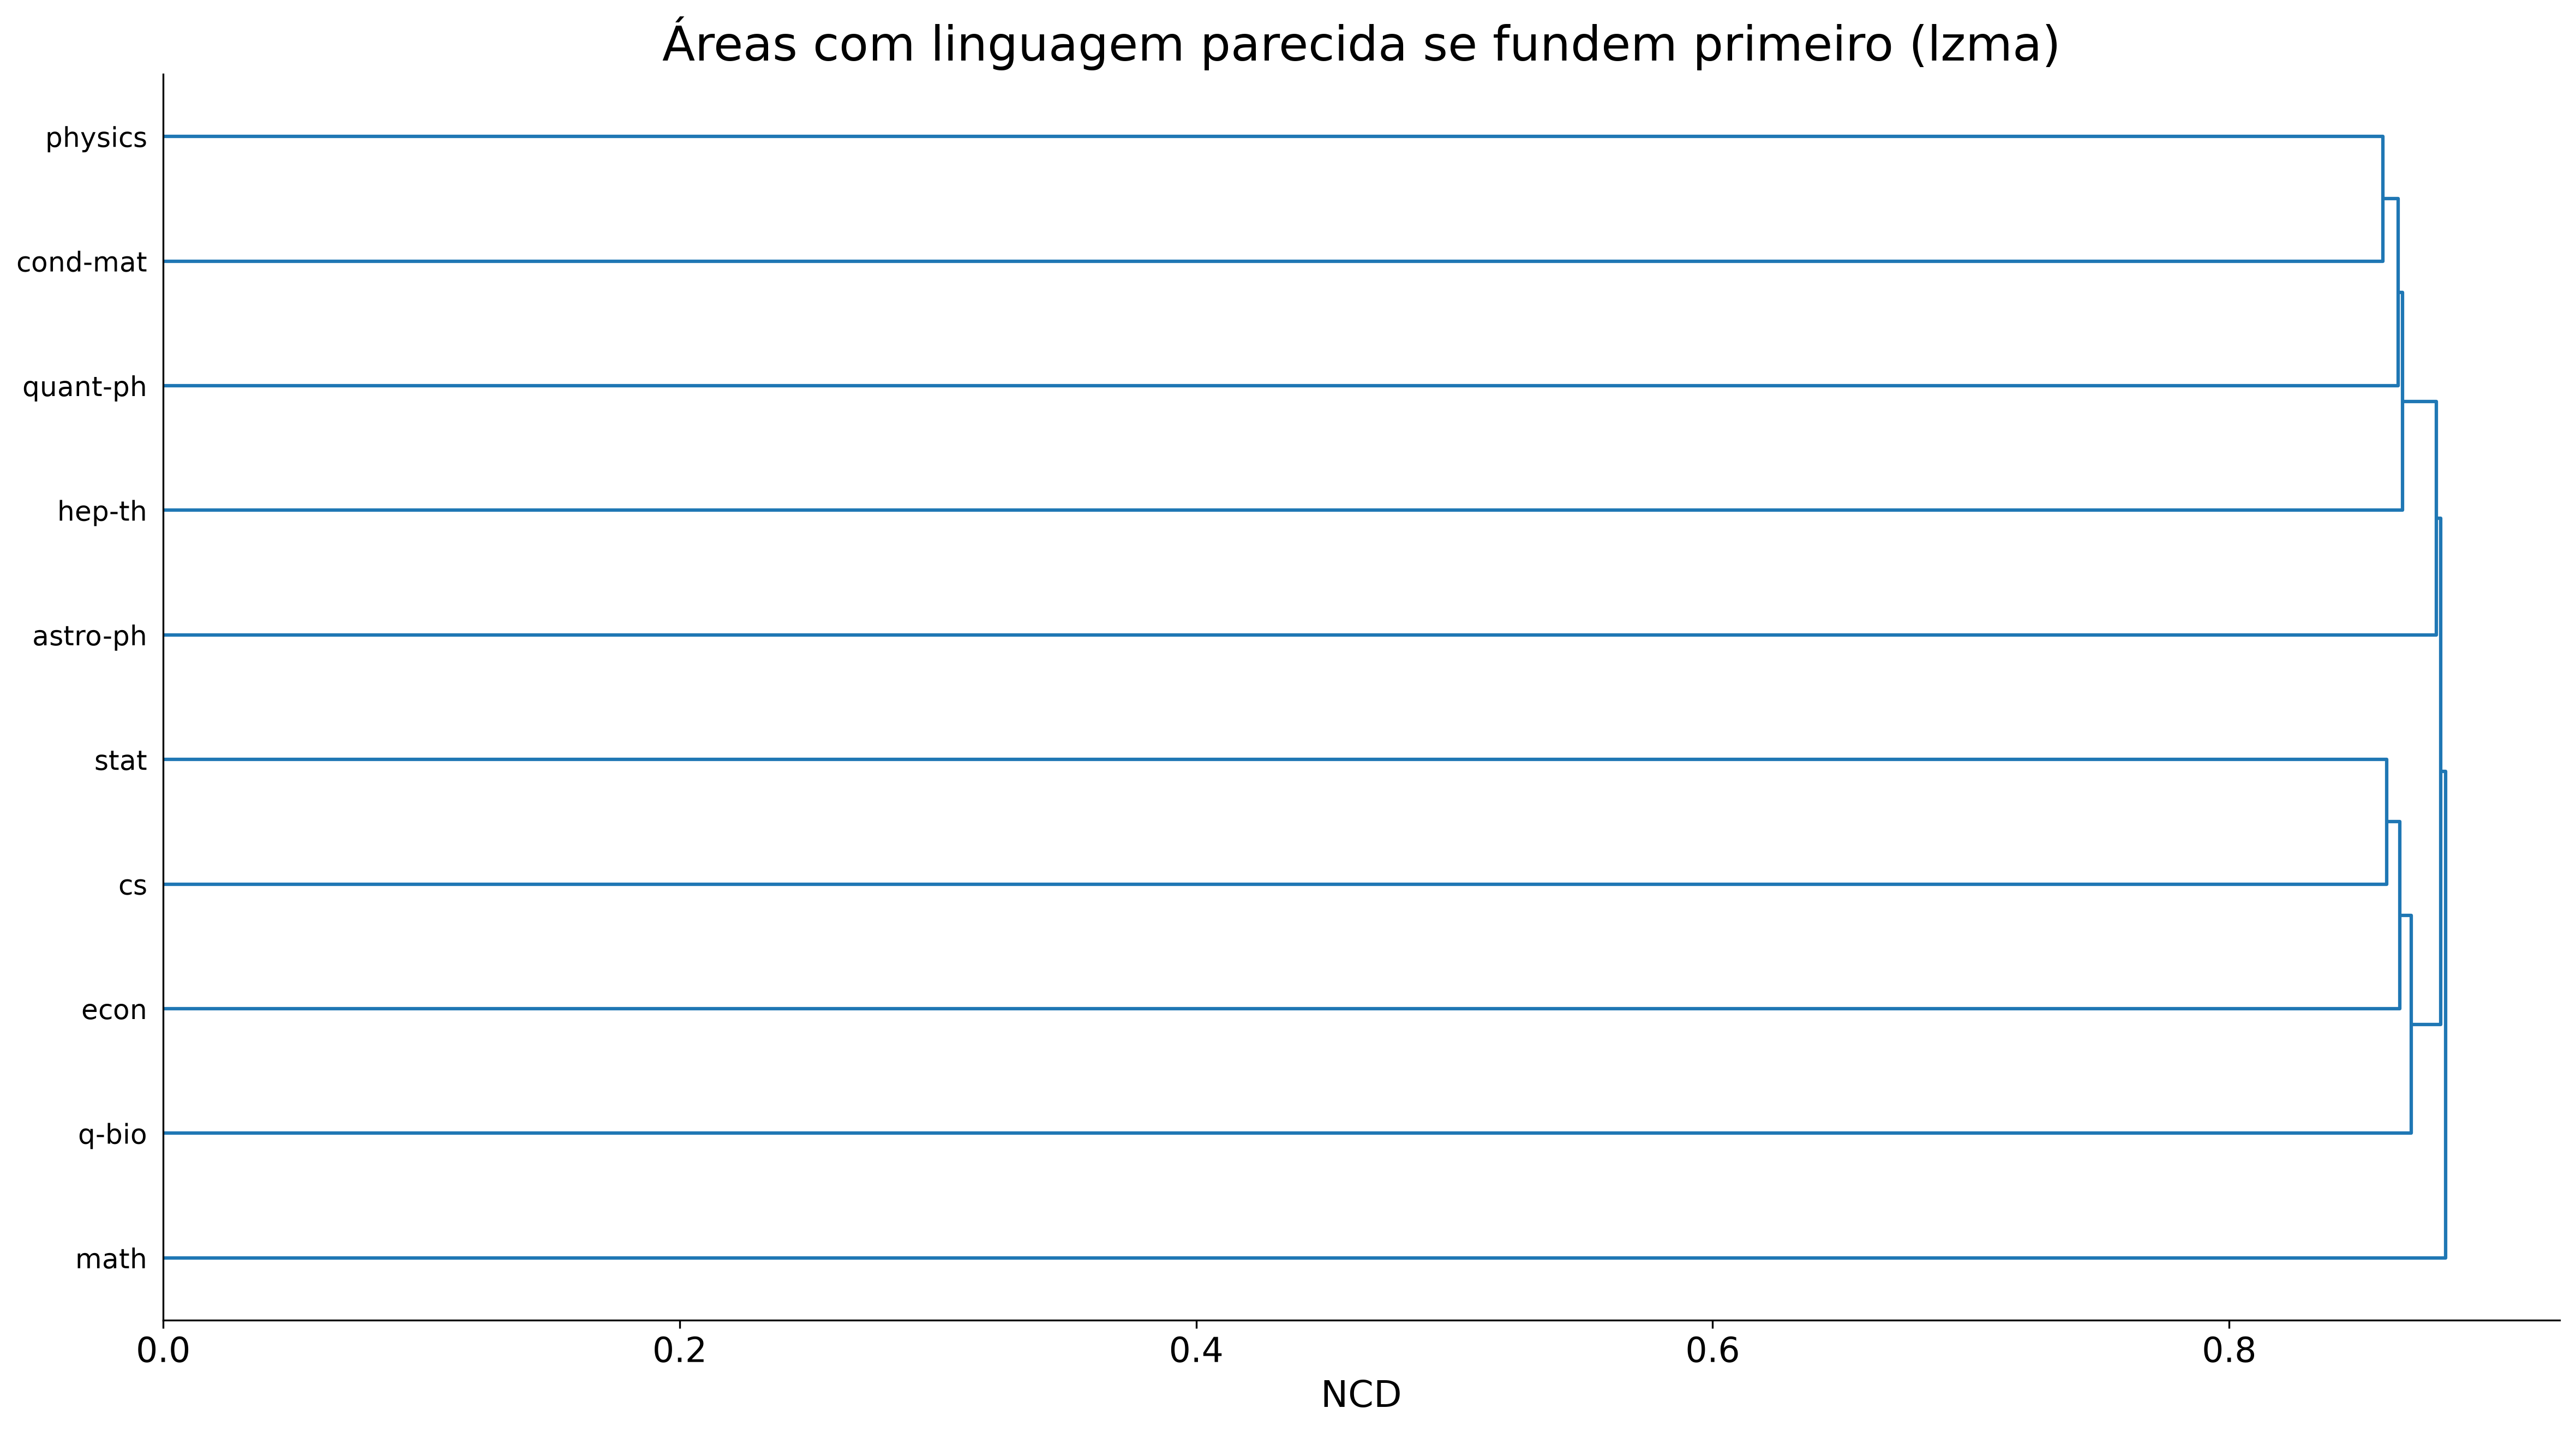 Áreas com linguagem parecida se fundem primeiro (lzma)
physics
cond-mat
quant-ph
hep-th
astro-ph
stat
cs
econ
q-bio
math
0.0 0.2 0.4 0.6 0.8
NCD